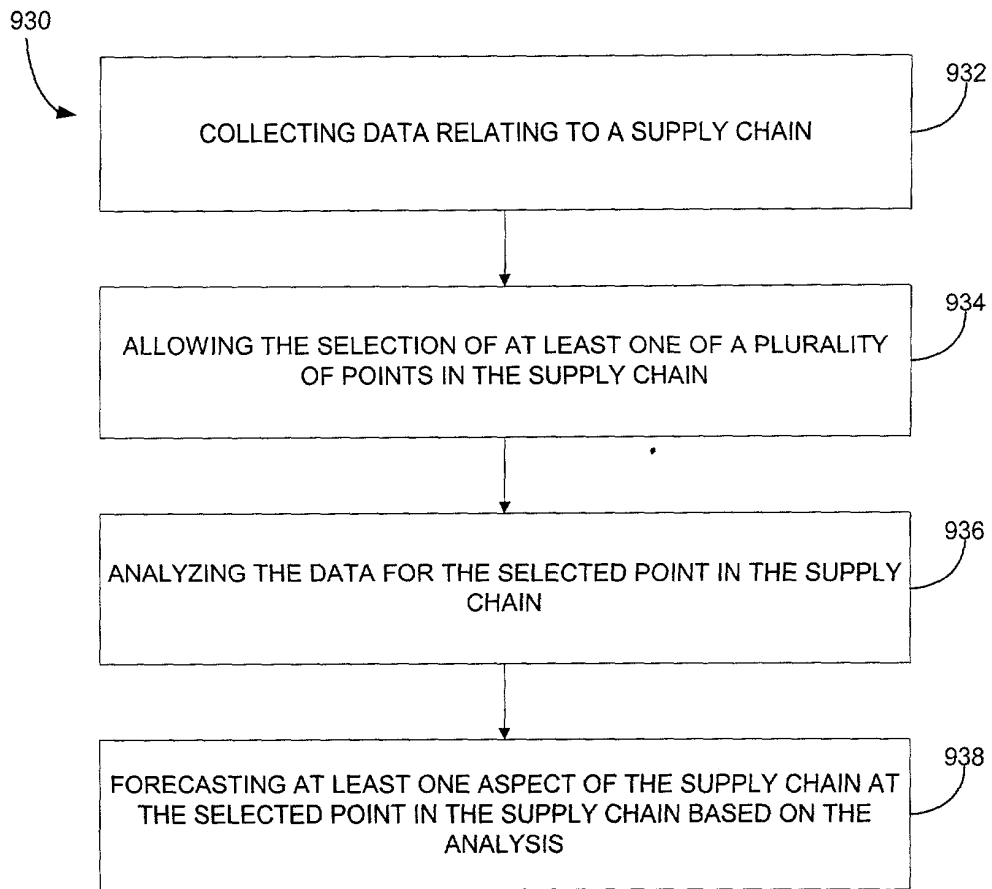 930
932
COLLECTING DATA RELATING TO A SUPPLY CHAIN
934
ALLOWING THE SELECTION OF AT LEAST ONE OF A PLURALITY
OF POINTS IN THE SUPPLY CHAIN
936
ANALYZING THE DATA FOR THE SELECTED POINT IN THE SUPPLY
CHAIN
938
FORECASTING AT LEAST ONE ASPECT OF THE SUPPLY CHAIN AT
THE SELECTED POINT IN THE SUPPLY CHAIN BASED ON THE
ANALYSIS